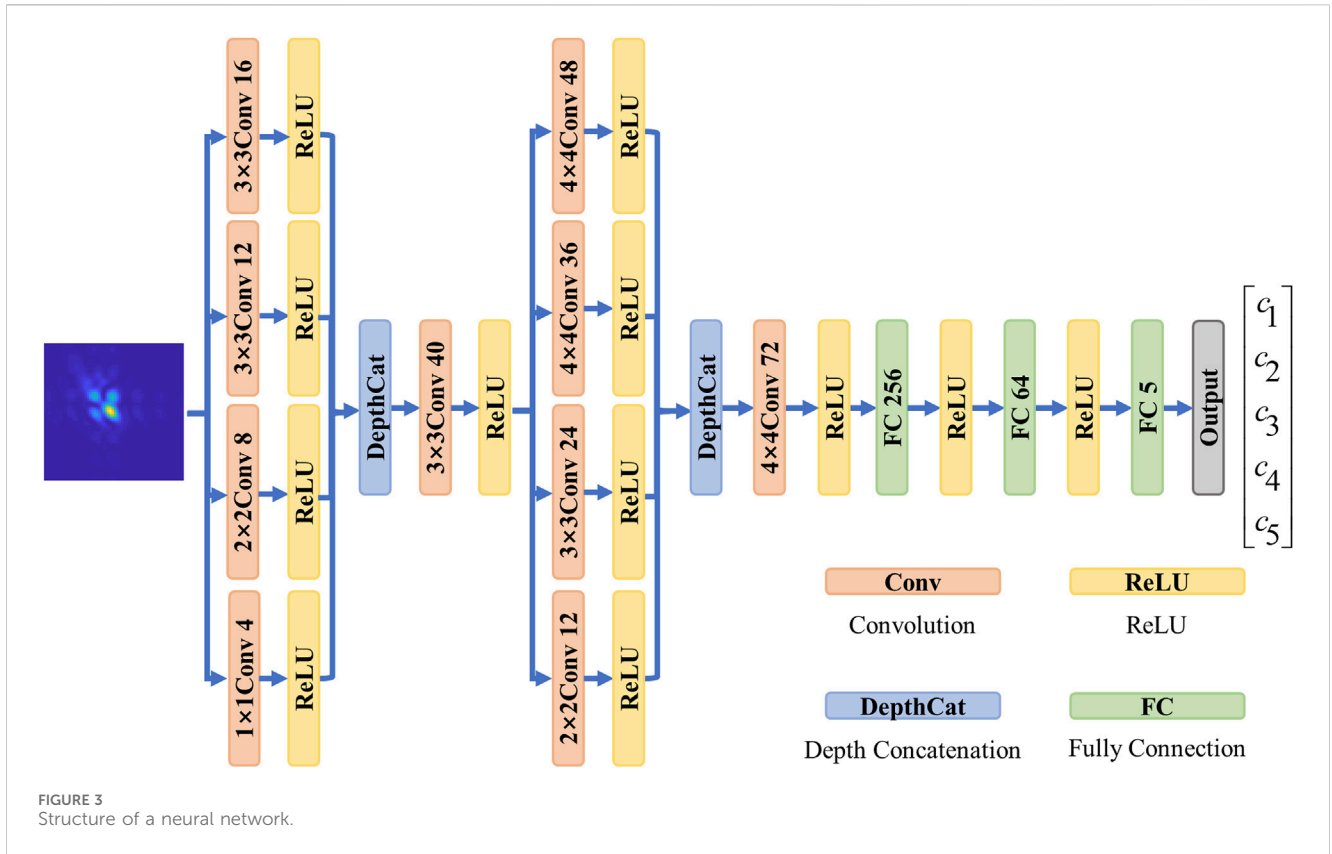 3×3Conv 16
ReLU
3×3Conv 12
ReLU
2×2Conv 8
ReLU
1×1Conv 4
ReLU
DepthCat
3×3Conv 40
ReLU
4×4Conv 48
ReLU
4×4Conv 36
ReLU
3×3Conv 24
ReLU
2×2Conv 12
ReLU
DepthCat
4×4Conv 72
ReLU
FC 256
ReLU
FC 64
ReLU
FC 5
Output
c1
c2
c3
c4
c5
Conv
Convolution
ReLU
ReLU
DepthCat
Depth Concatenation
FC
Fully Connection
FIGURE 3
Structure of a neural network.